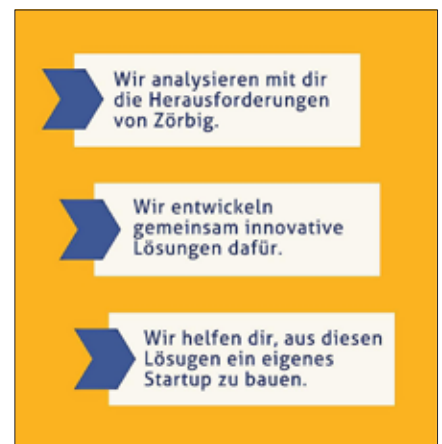 Wir analysieren mit dir
die Herausforderungen
von Zörbig.
Wir entwickeln
gemeinsam innovative
Lösungen dafür.
Wir helfen dir, aus diesen
Lösugen ein eigenes
Startup zu bauen.